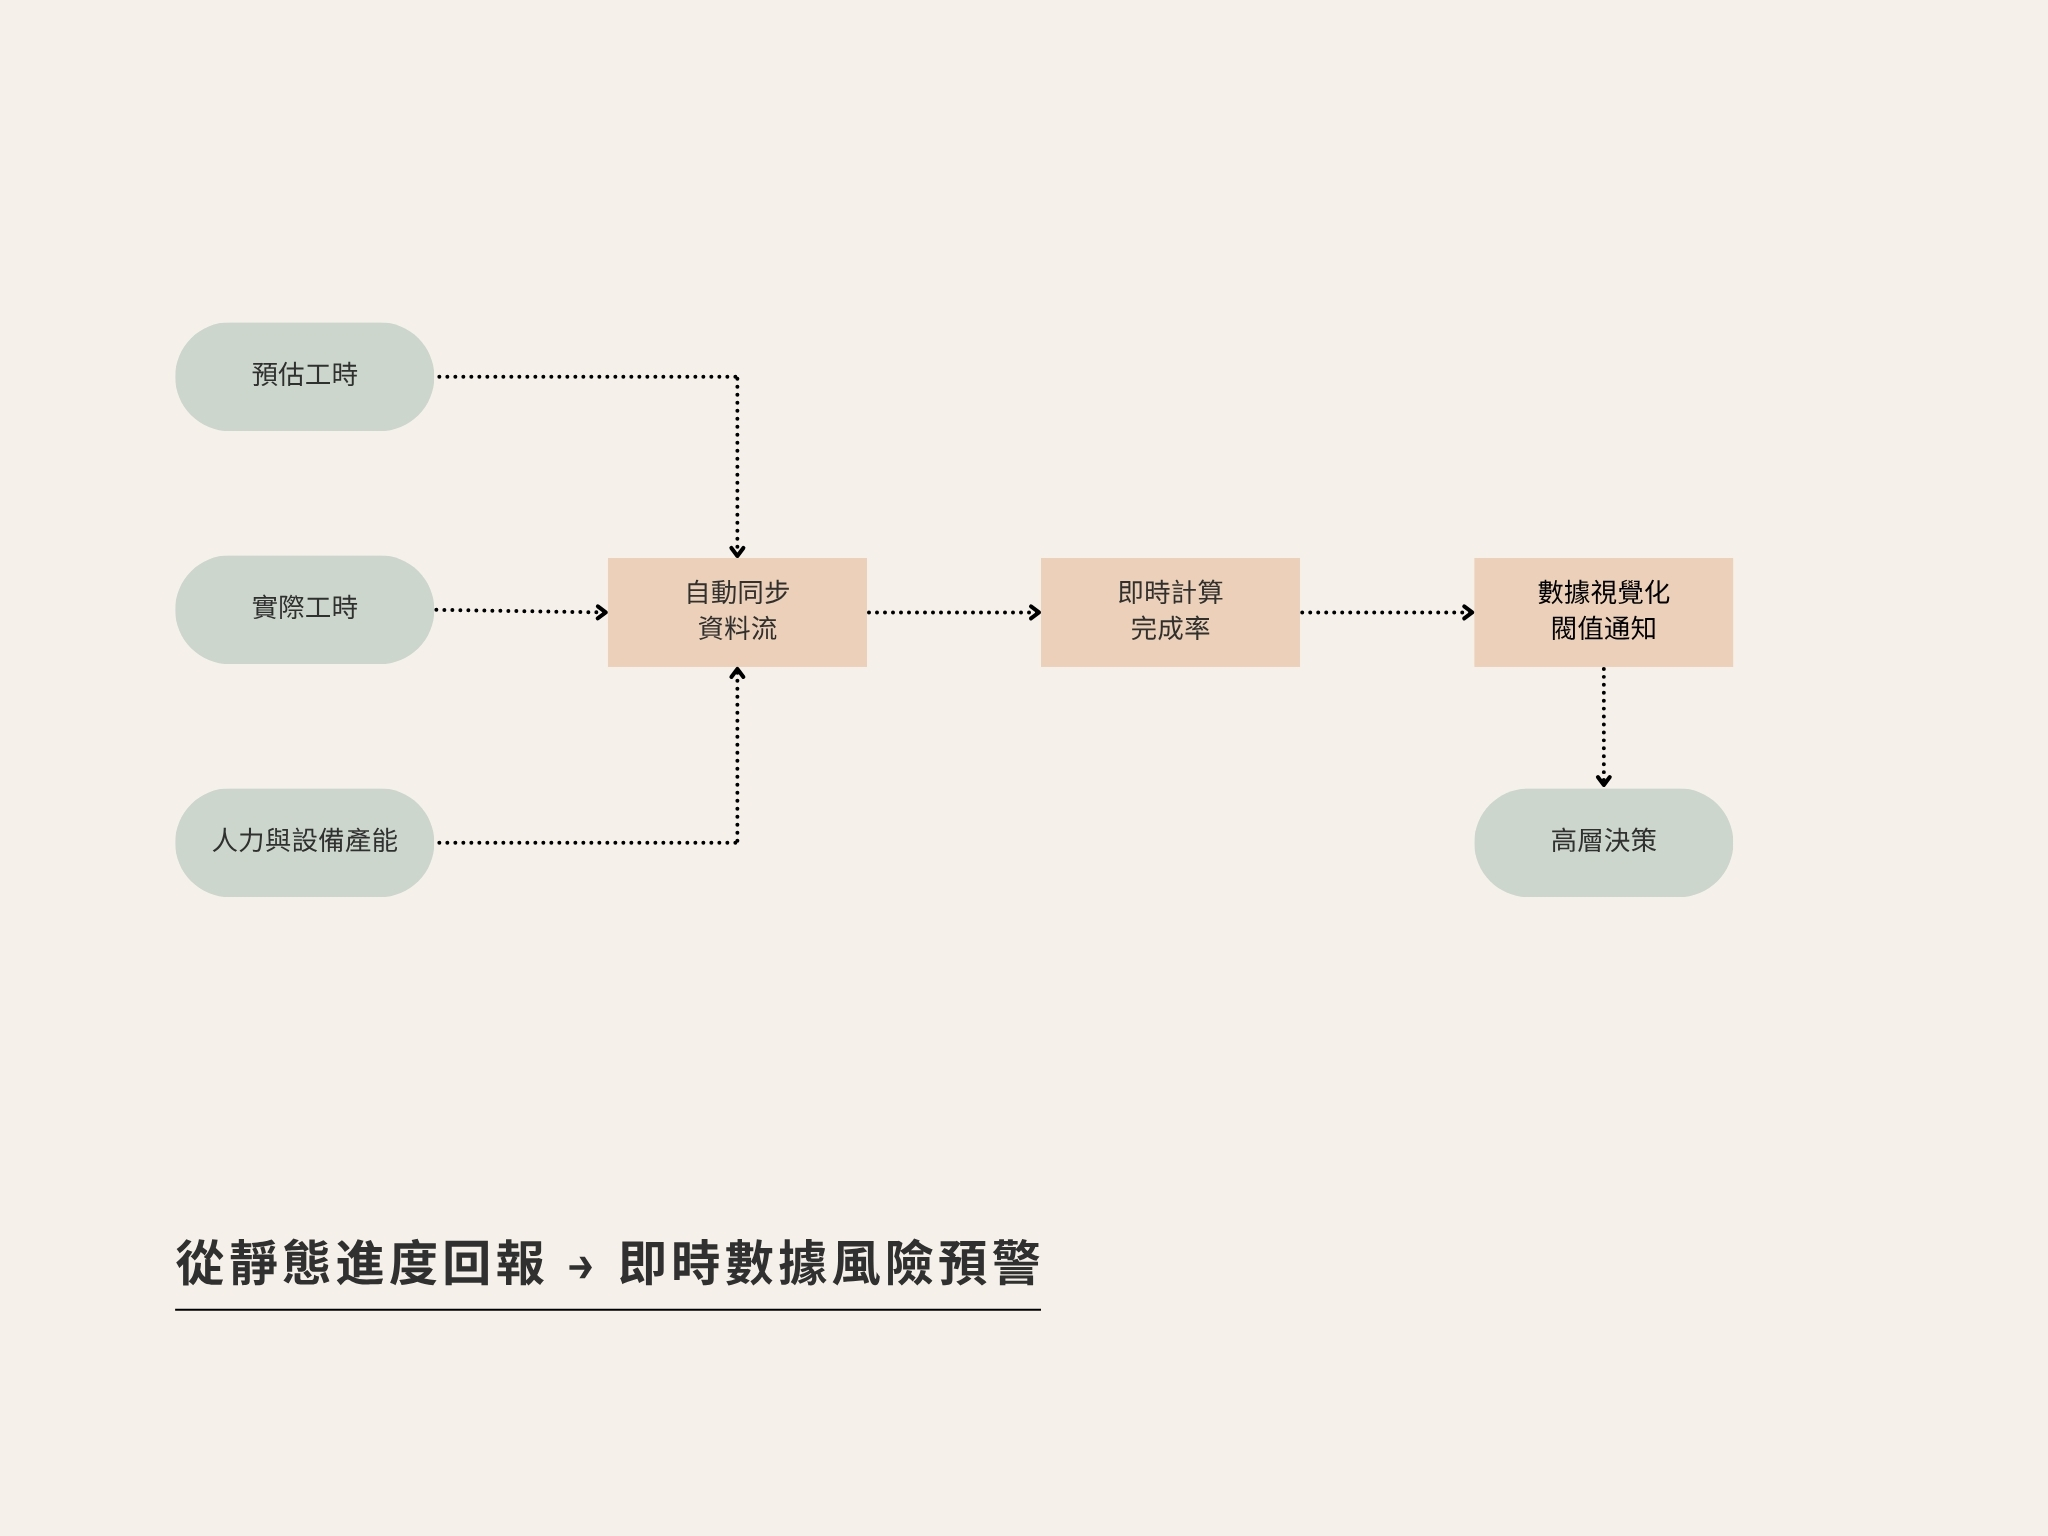 預估工時
實際工時
人力與設備產能
自動同步
資料流
即時計算
完成率
數據視覺化
閥值通知
高層決策
從靜態進度回報 → 即時數據風險預警